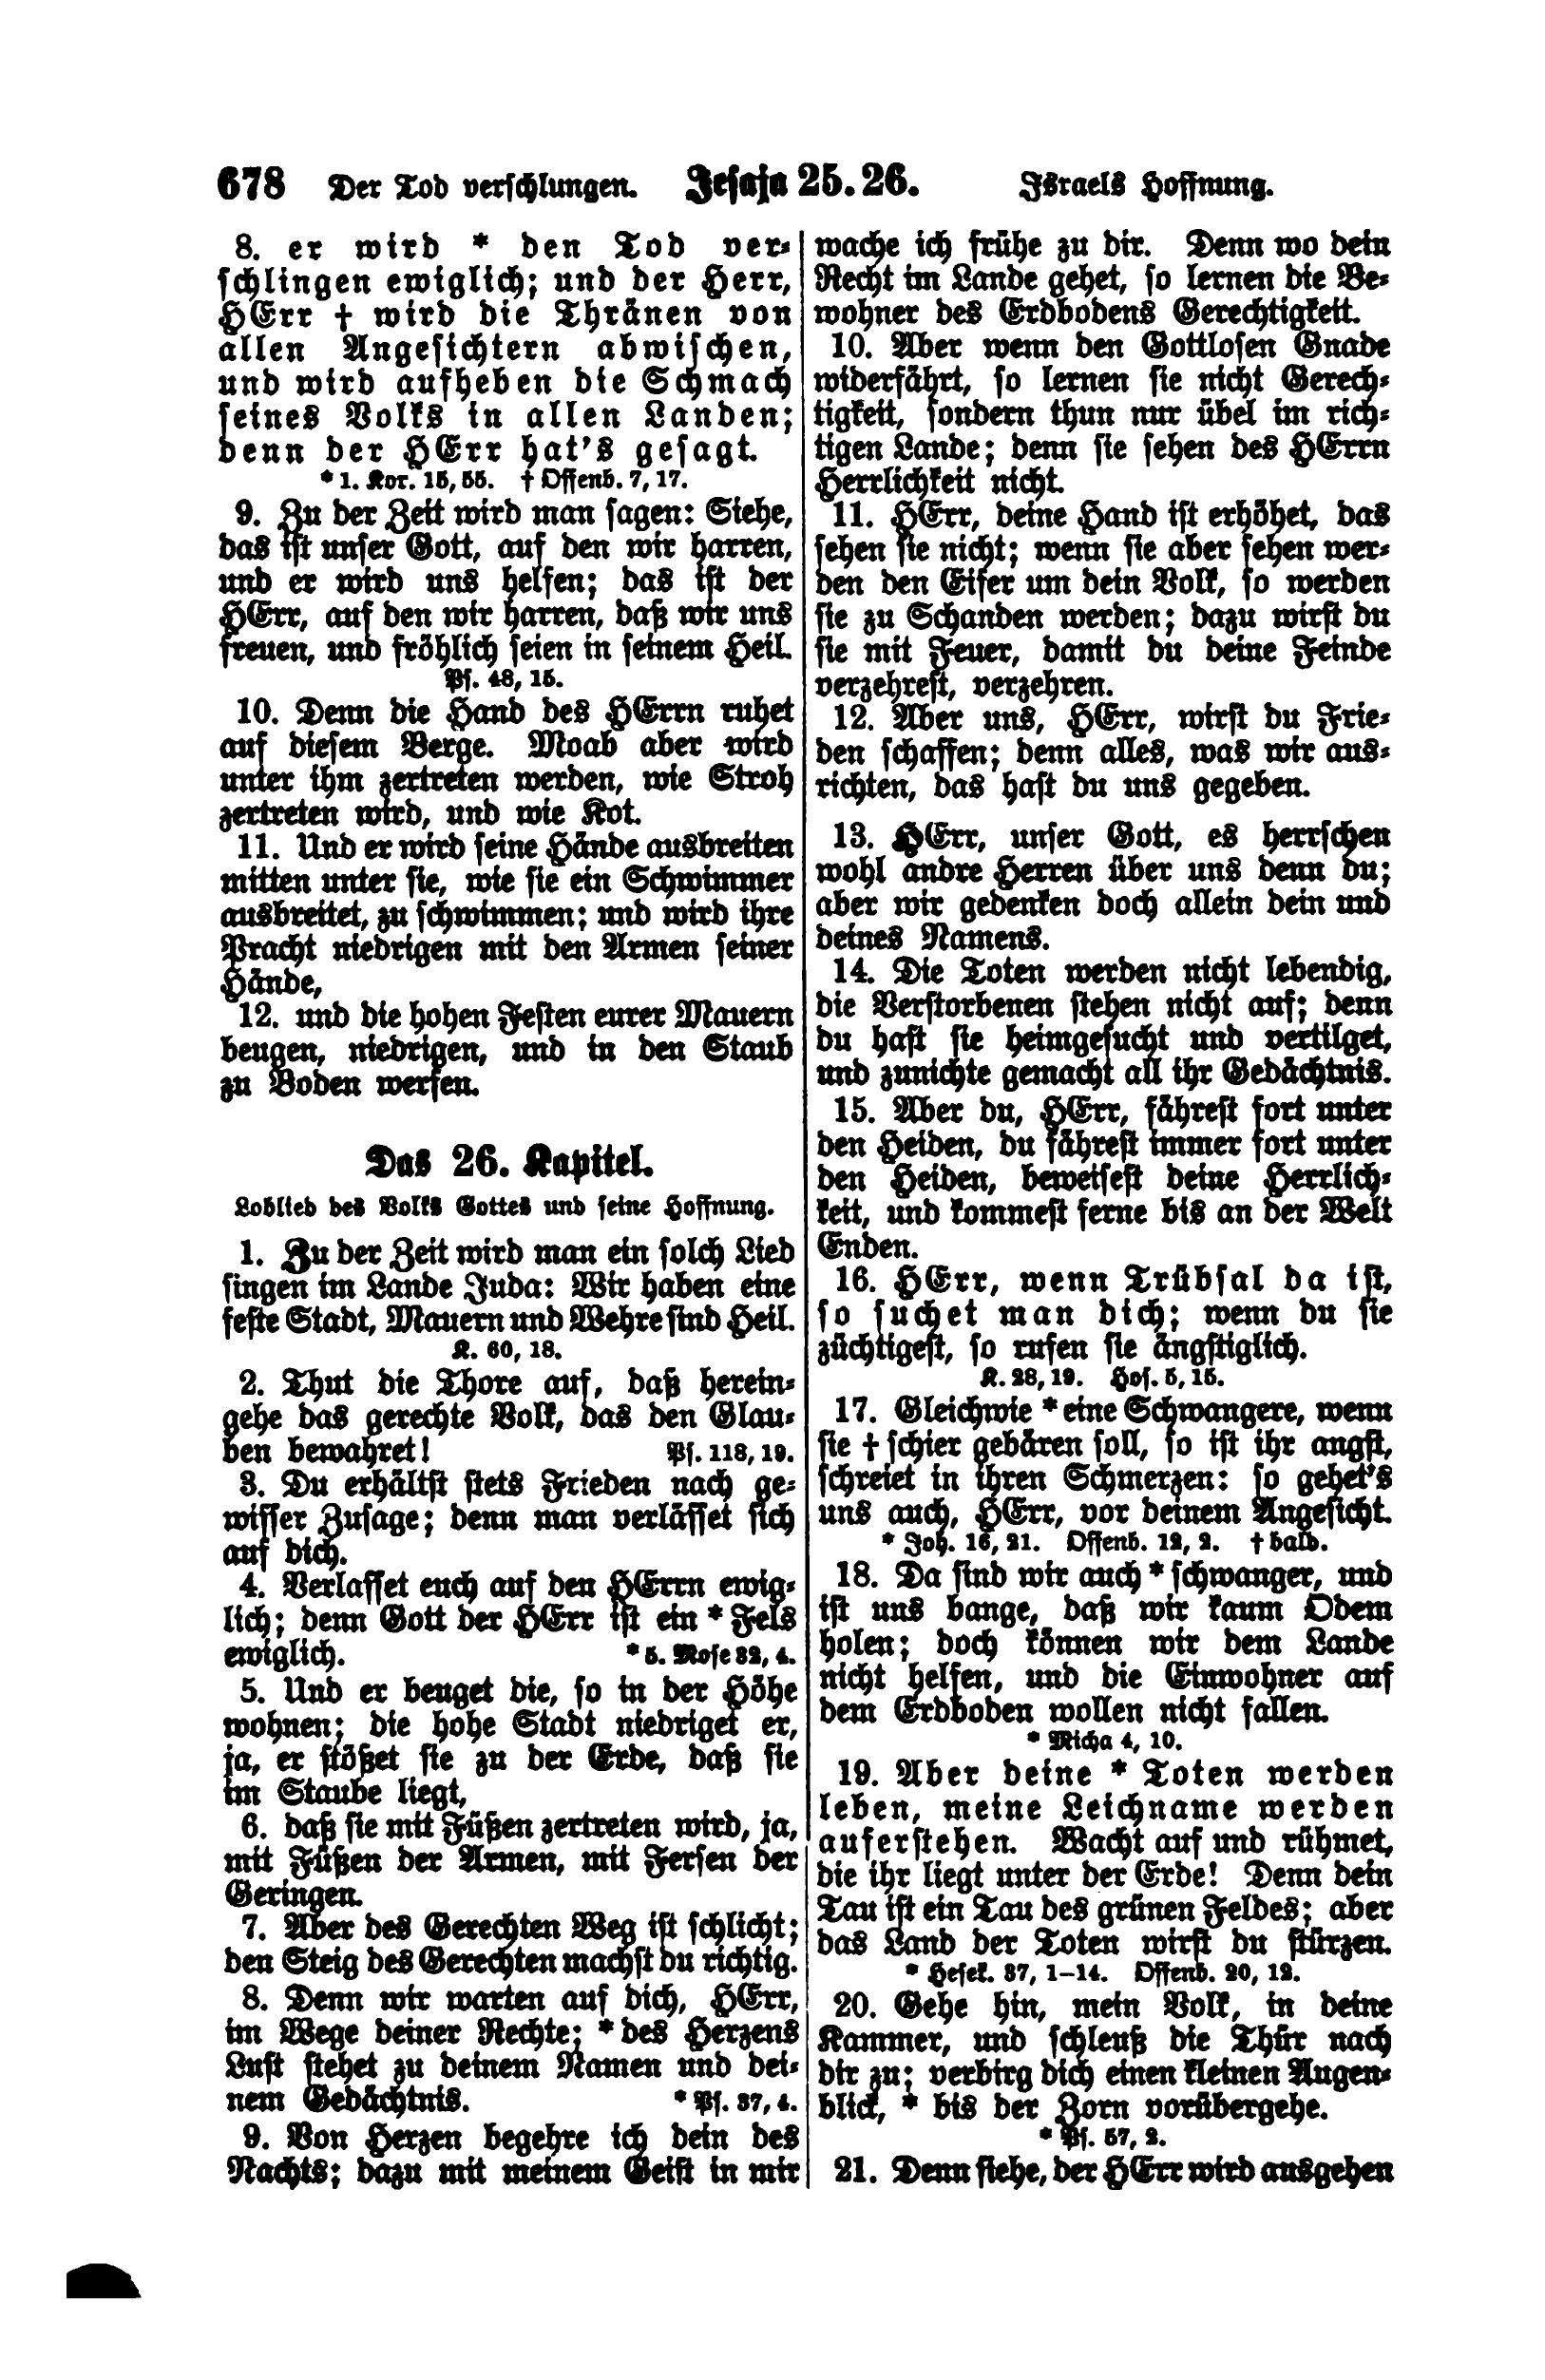 678 Der Tod verschlungen. Jesaja 25. 26. Israels Hoffnung.
8. er wird * den Tod ver-
schlingen ewiglich; und der Herr,
HErr † wird die Thränen von
allen Angesichtern abwischen,
und wird aufheben die Schmach
seines Volks in allen Landen;
denn der HErr hat's gesagt.
* 1. Kor. 15, 55. † Offenb. 7, 17.
9. Zu der Zeit wird man sagen: Siehe,
das ist unser Gott, auf den wir harren,
und er wird uns helfen; das ist der
HErr, auf den wir harren, daß wir uns
freuen, und fröhlich seien in seinem Heil.
Ps. 48, 15.
10. Denn die Hand des HErrn ruhet
auf diesem Berge. Moab aber wird
unter ihm zertreten werden, wie Stroh
zertreten wird, und wie Kot.
11. Und er wird seine Hände ausbreiten
mitten unter sie, wie sie ein Schwimmer
ausbreitet, zu schwimmen; und wird ihre
Pracht niedrigen mit den Armen seiner
Hände,
12. und die hohen Festen eurer Mauern
beugen, niedrigen, und in den Staub
zu Boden werfen.
Das 26. Kapitel.
Loblied des Volks Gottes und seine Hoffnung.
1. Zu der Zeit wird man ein solch Lied
singen im Lande Juda: Wir haben eine
feste Stadt, Mauern und Wehre sind Heil.
K. 60, 18.
2. Thut die Thore auf, daß herein-
gehe das gerechte Volk, das den Glau-
ben bewahret! Ps. 118, 19.
3. Du erhältst stets Frieden nach ge-
wisser Zusage; denn man verlässet sich
auf dich.
4. Verlasset euch auf den HErrn ewig-
lich; denn Gott der HErr ist ein * Fels
ewiglich. * 5. Mose 32, 4.
5. Und er beuget die, so in der Höhe
wohnen; die hohe Stadt niedriget er,
ja, er stößet sie zu der Erde, daß sie
im Staube liegt,
6. daß sie mit Füßen zertreten wird, ja,
mit Füßen der Armen, mit Fersen der
Geringen.
7. Aber des Gerechten Weg ist schlicht;
den Steig des Gerechten machst du richtig.
8. Denn wir warten auf dich, HErr,
im Wege deiner Rechte; * des Herzens
Lust stehet zu deinem Namen und dei-
nem Gedächtnis. * Ps. 37, 4.
9. Von Herzen begehre ich dein des
Nachts; dazu mit meinem Geist in mir
wache ich frühe zu dir. Denn wo dein
Recht im Lande gehet, so lernen die Be-
wohner des Erdbodens Gerechtigkeit.
10. Aber wenn den Gottlosen Gnade
widerfährt, so lernen sie nicht Gerech-
tigkeit, sondern thun nur übel im rich-
tigen Lande; denn sie sehen des HErrn
Herrlichkeit nicht.
11. HErr, deine Hand ist erhöhet, das
sehen sie nicht; wenn sie aber sehen wer-
den den Eifer um dein Volk, so werden
sie zu Schanden werden; dazu wirst du
sie mit Feuer, damit du deine Feinde
verzehrest, verzehren.
12. Aber uns, HErr, wirst du Frie-
den schaffen; denn alles, was wir aus-
richten, das hast du uns gegeben.
13. HErr, unser Gott, es herrschen
wohl andre Herren über uns denn du;
aber wir gedenken doch allein dein und
deines Namens.
14. Die Toten werden nicht lebendig,
die Verstorbenen stehen nicht auf; denn
du hast sie heimgesucht und vertilget,
und zunichte gemacht all ihr Gedächtnis.
15. Aber du, HErr, fährest fort unter
den Heiden, du fährest immer fort unter
den Heiden, beweisest deine Herrlich-
keit, und kommest ferne bis an der Welt
Enden.
16. HErr, wenn Trübsal da ist,
so suchet man dich; wenn du sie
züchtigest, so rufen sie ängstiglich.
K. 28, 19. Hos. 5, 15.
17. Gleichwie * eine Schwangere, wenn
sie † schier gebären soll, so ist ihr angst,
schreiet in ihren Schmerzen: so gehet's
uns auch, HErr, vor deinem Angesicht.
* Joh. 16, 21. Offenb. 12, 2. † bald.
18. Da sind wir auch * schwanger, und
ist uns bange, daß wir kaum Odem
holen; doch können wir dem Lande
nicht helfen, und die Einwohner auf
dem Erdboden wollen nicht fallen.
* Micha 4, 10.
19. Aber deine * Toten werden
leben, meine Leichname werden
auferstehen. Wacht auf und rühmet,
die ihr liegt unter der Erde! Denn dein
Tau ist ein Tau des grünen Feldes; aber
das Land der Toten wirst du stürzen.
* Hesek. 37, 1–14. Offenb. 20, 12.
20. Gehe hin, mein Volk, in deine
Kammer, und schleuß die Thür nach
dir zu; verbirg dich einen kleinen Augen-
blick, * bis der Zorn vorübergehe.
* Ps. 57, 2.
21. Denn siehe, der HErr wird ausgehen